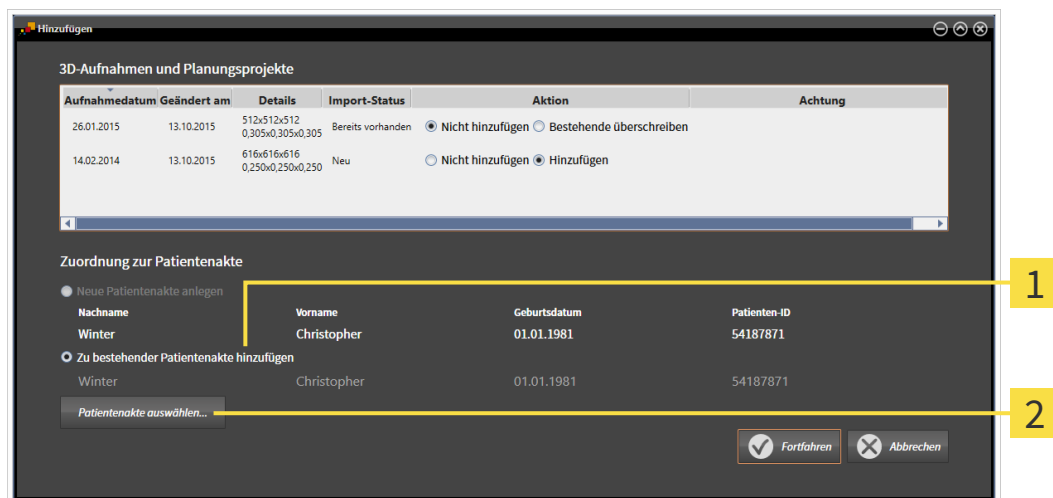 Hinzufügen
3D-Aufnahmen und Planungsprojekte
Aufnahmedatum Geändert am Details Import-Status Aktion Achtung
26.01.2015 13.10.2015 512x512x512 0,305x0,305x0,305 Bereits vorhanden Nicht hinzufügen Bestehende überschreiben
14.02.2014 13.10.2015 616x616x616 0,250x0,250x0,250 Neu Nicht hinzufügen Hinzufügen
Zuordnung zur Patientenakte
1
Neue Patientenakte anlegen
Nachname Vorname Geburtsdatum Patienten-ID
Winter Christopher 01.01.1981 54187871
Zu bestehender Patientenakte hinzufügen
Winter Christopher 01.01.1981 54187871
Patientenakte auswählen...
2
Fortfahren Abbrechen